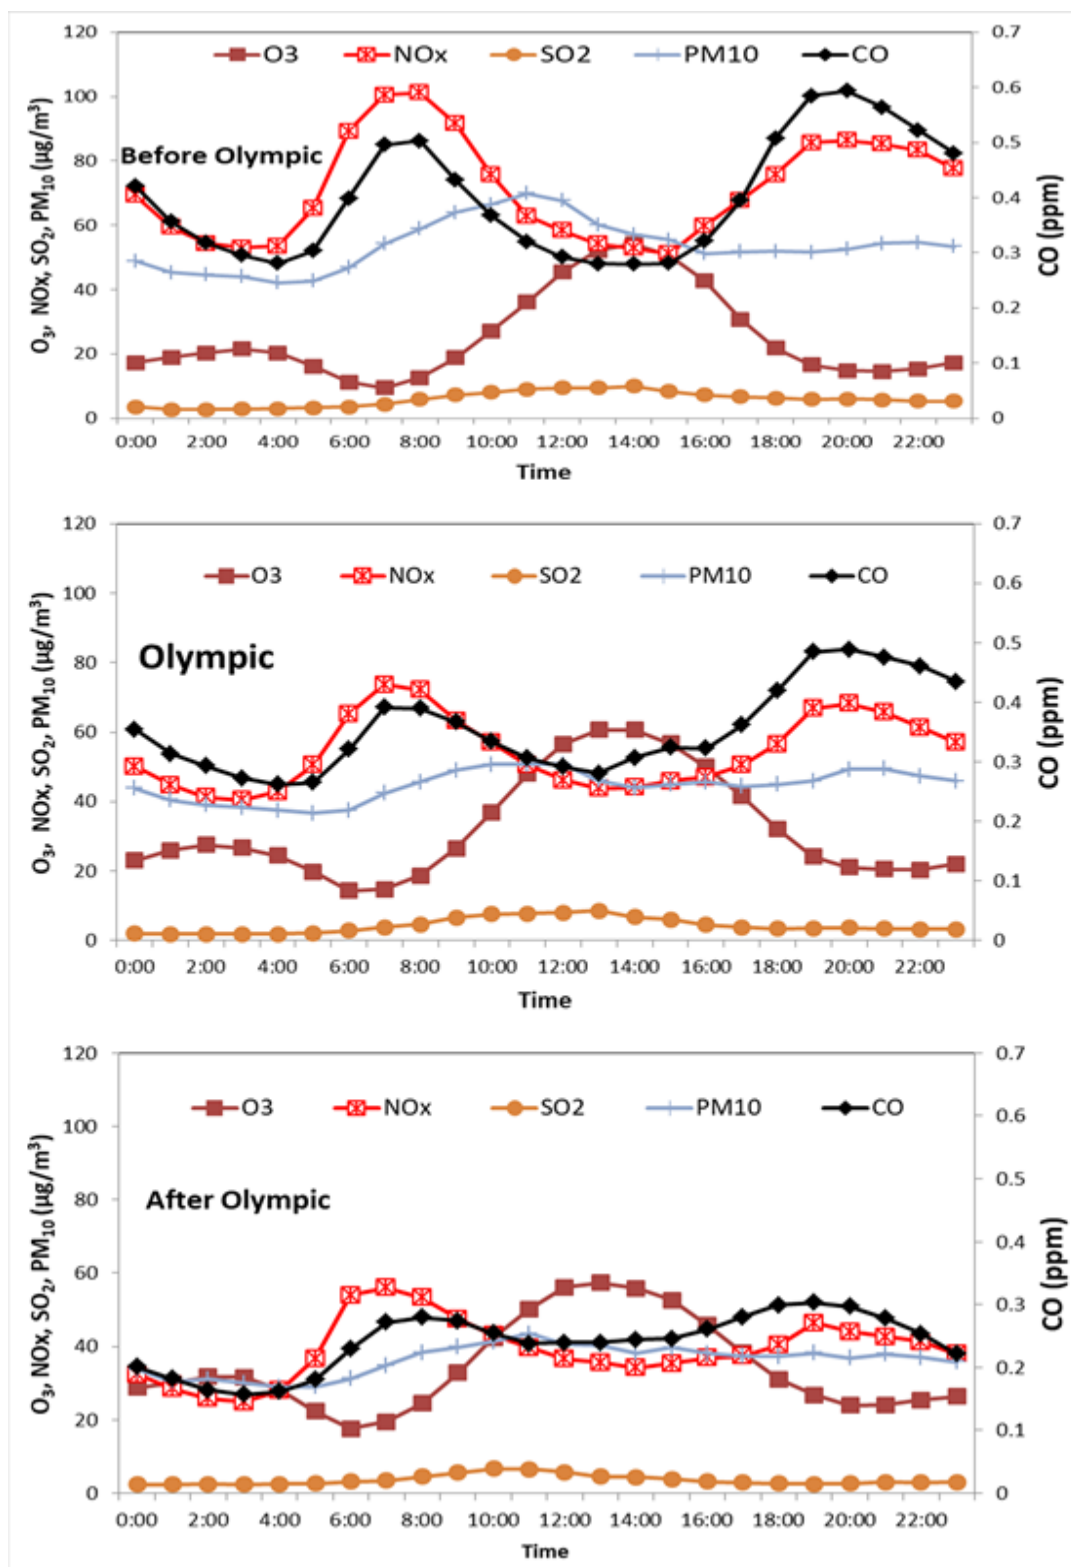 O3 NOx SO2 PM10 CO
Before Olympic
O₃, NOx, SO₂, PM₁₀ (µg/m³)
120
100
80
60
40
20
0
0.7
0.6
0.5
0.4
0.3
0.2
0.1
0
CO (ppm)
0:00 2:00 4:00 6:00 8:00 10:00 12:00 14:00 16:00 18:00 20:00 22:00
Time
O3 NOx SO2 PM10 CO
Olympic
O₃, NOx, SO₂, PM₁₀ (µg/m³)
120
100
80
60
40
20
0
0.7
0.6
0.5
0.4
0.3
0.2
0.1
0
CO (ppm)
0:00 2:00 4:00 6:00 8:00 10:00 12:00 14:00 16:00 18:00 20:00 22:00
Time
O3 NOx SO2 PM10 CO
After Olympic
O₃, NOx, SO₂, PM₁₀ (µg/m³)
120
100
80
60
40
20
0
0.7
0.6
0.5
0.4
0.3
0.2
0.1
0
CO (ppm)
0:00 2:00 4:00 6:00 8:00 10:00 12:00 14:00 16:00 18:00 20:00 22:00
Time